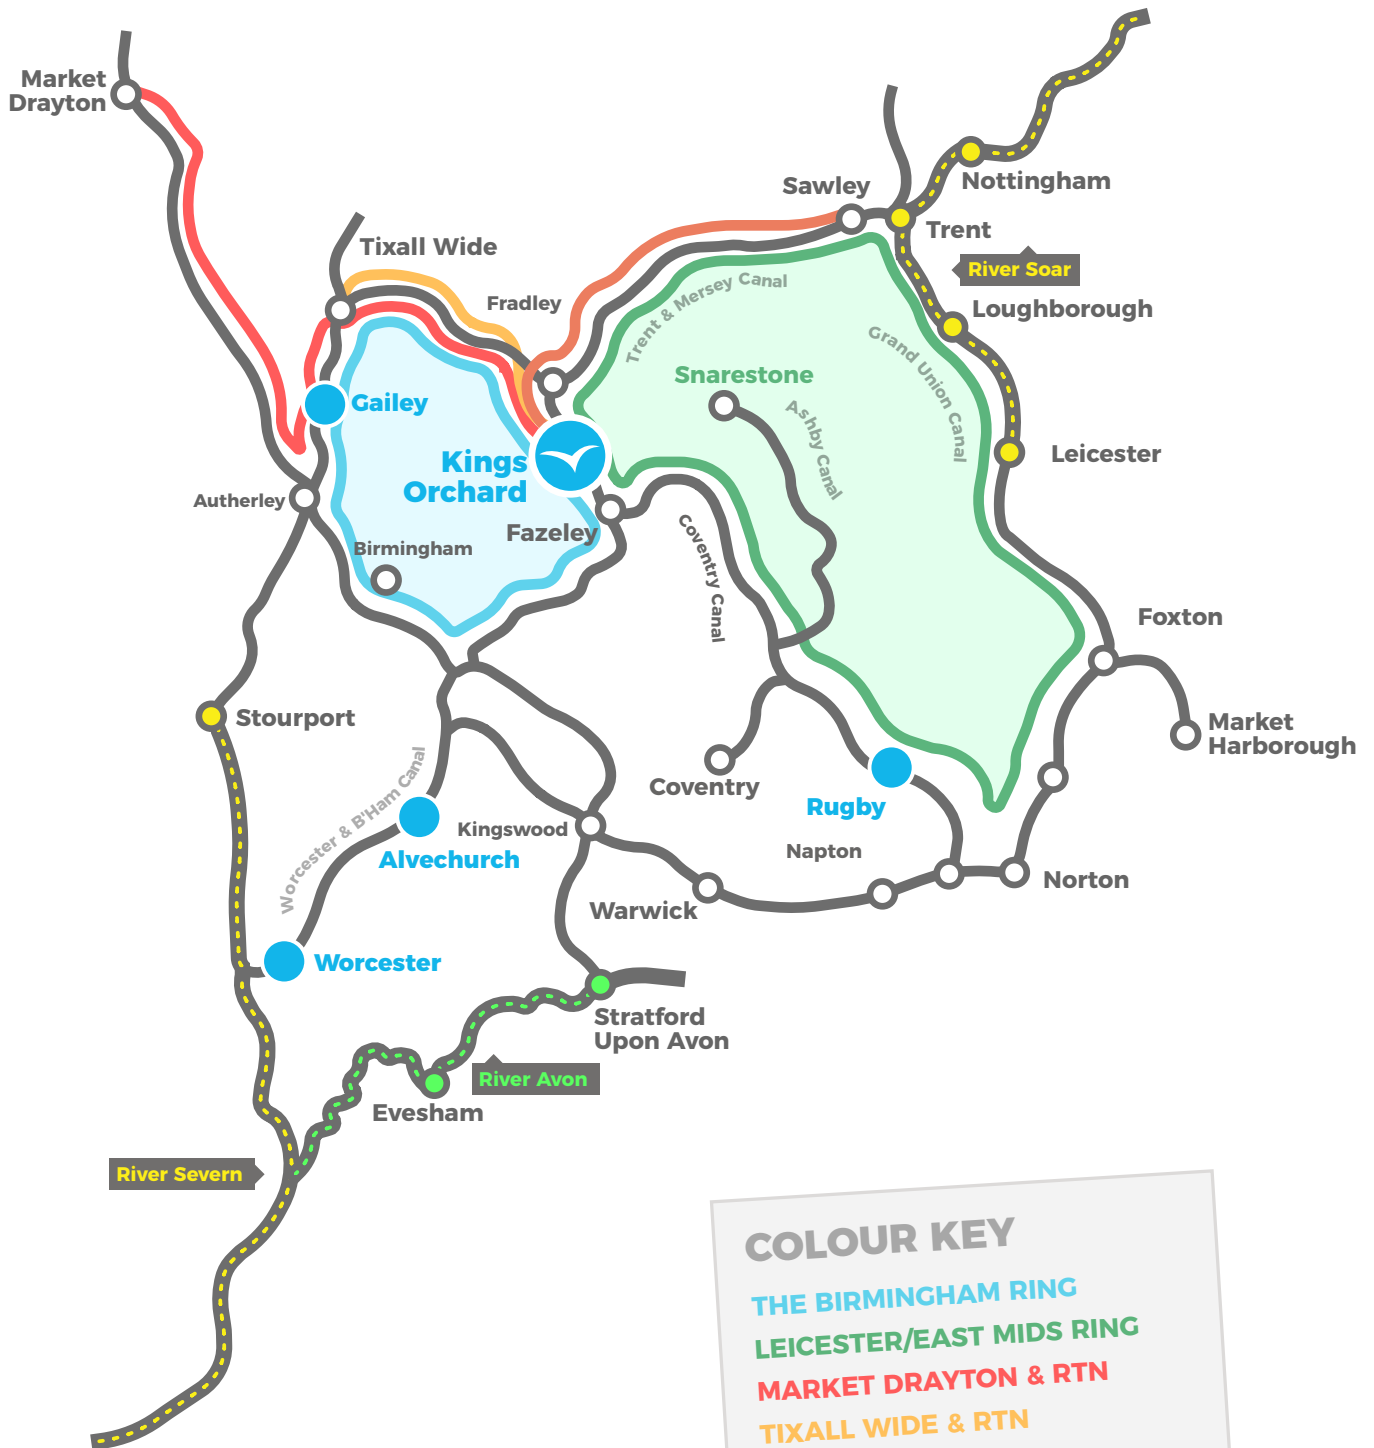 Market
Drayton
Tixall Wide
Fradley
Sawley
Nottingham
Trent
River Soar
Loughborough
Trent & Mersey Canal
Grand Union Canal
Snarestone
Ashby Canal
Gailey
Kings
Orchard
Leicester
Autherley
Fazeley
Birmingham
Coventry Canal
Foxton
Stourport
Market
Harborough
Worcester & B'Ham Canal
Coventry
Rugby
Alvechurch
Kingswood
Napton
Norton
Warwick
Worcester
Stratford
Upon Avon
River Avon
Evesham
River Severn
COLOUR KEY
THE BIRMINGHAM RING
LEICESTER/EAST MIDS RING
MARKET DRAYTON & RTN
TIXALL WIDE & RTN